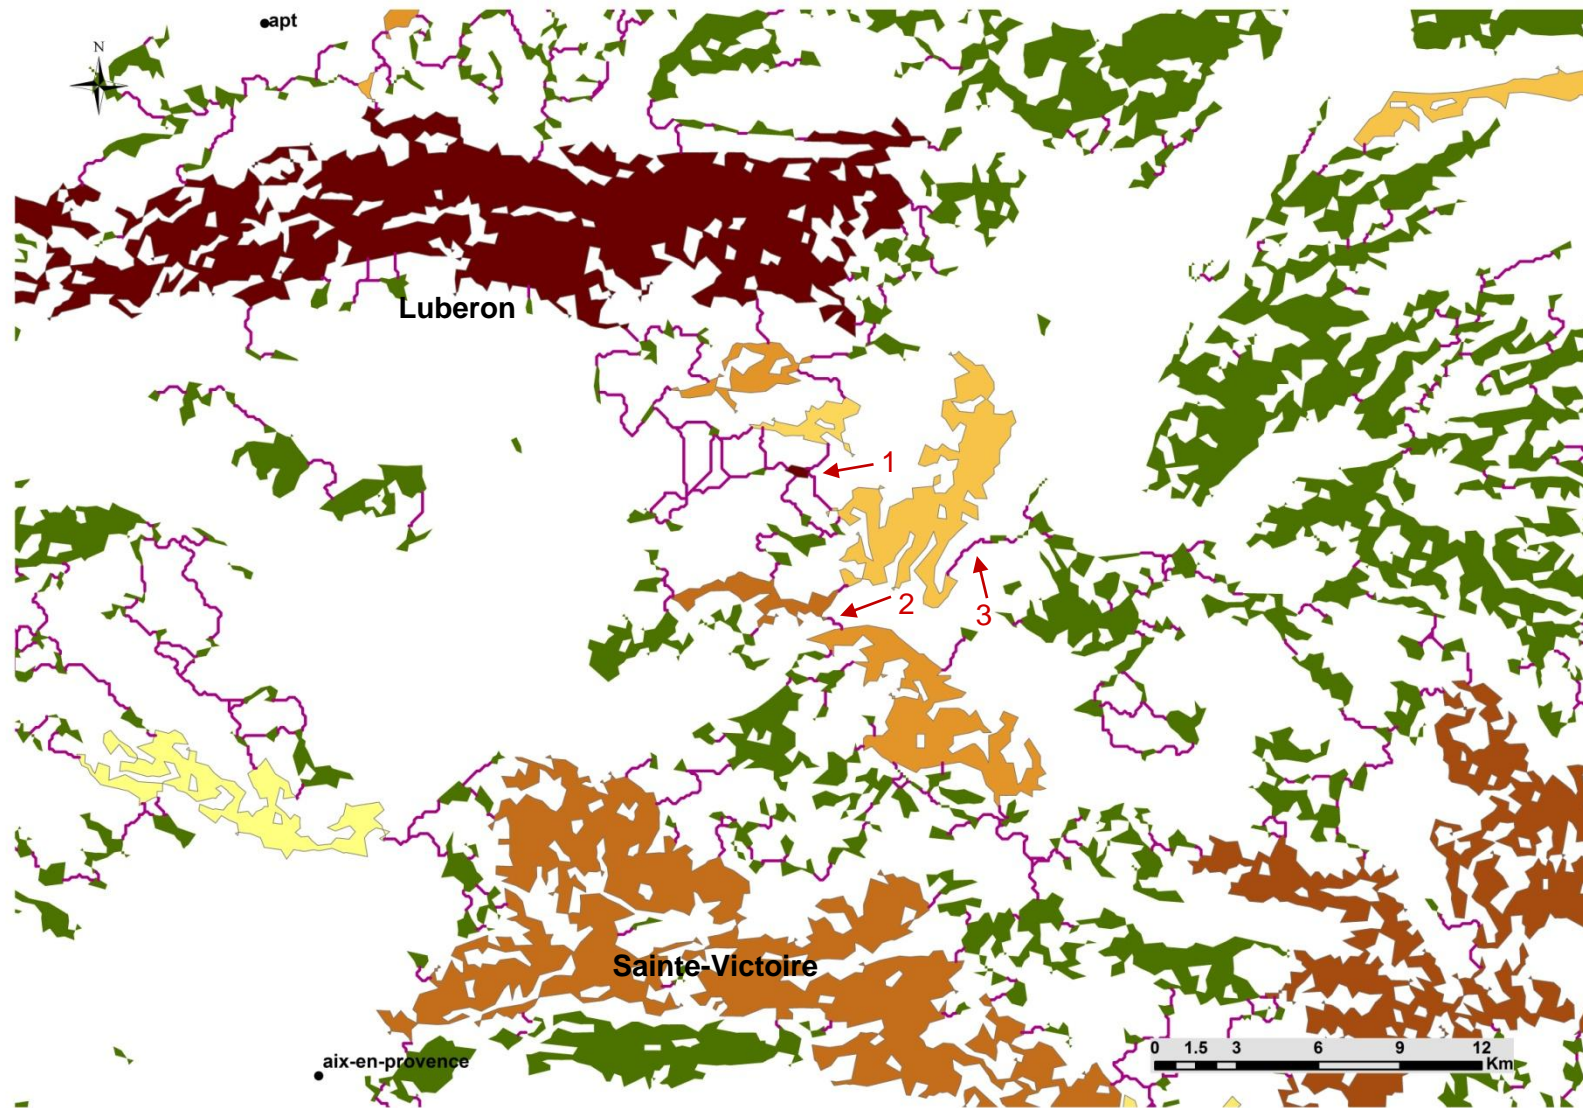 apt
N
Luberon
1
2
3
Sainte-Victoire
aix-en-provence
0 1.5 3 6 9 12
Km